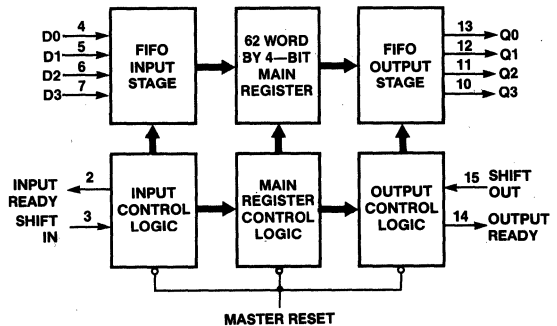 D0 4
D1 5
D2 6
D3 7
FIFO
INPUT
STAGE
62 WORD
BY 4—BIT
MAIN
REGISTER
FIFO
OUTPUT
STAGE
13 Q0
12 Q1
11 Q2
10 Q3
INPUT
READY
2
SHIFT
IN
3
INPUT
CONTROL
LOGIC
MAIN
REGISTER
CONTROL
LOGIC
OUTPUT
CONTROL
LOGIC
15 SHIFT
OUT
14 OUTPUT
READY
MASTER RESET